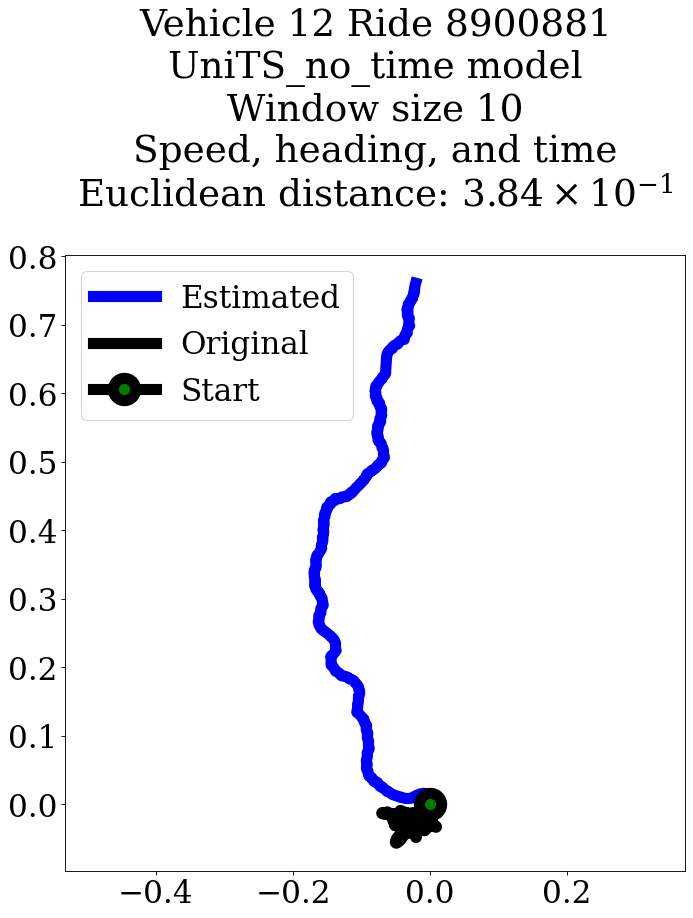 Vehicle 12 Ride 8900881
UniTS_no_time model
Window size 10
Speed, heading, and time
Euclidean distance: 3.84 × 10⁻¹
0.8
0.7
0.6
0.5
0.4
0.3
0.2
0.1
0.0
Estimated
Original
Start
−0.4
−0.2
0.0
0.2